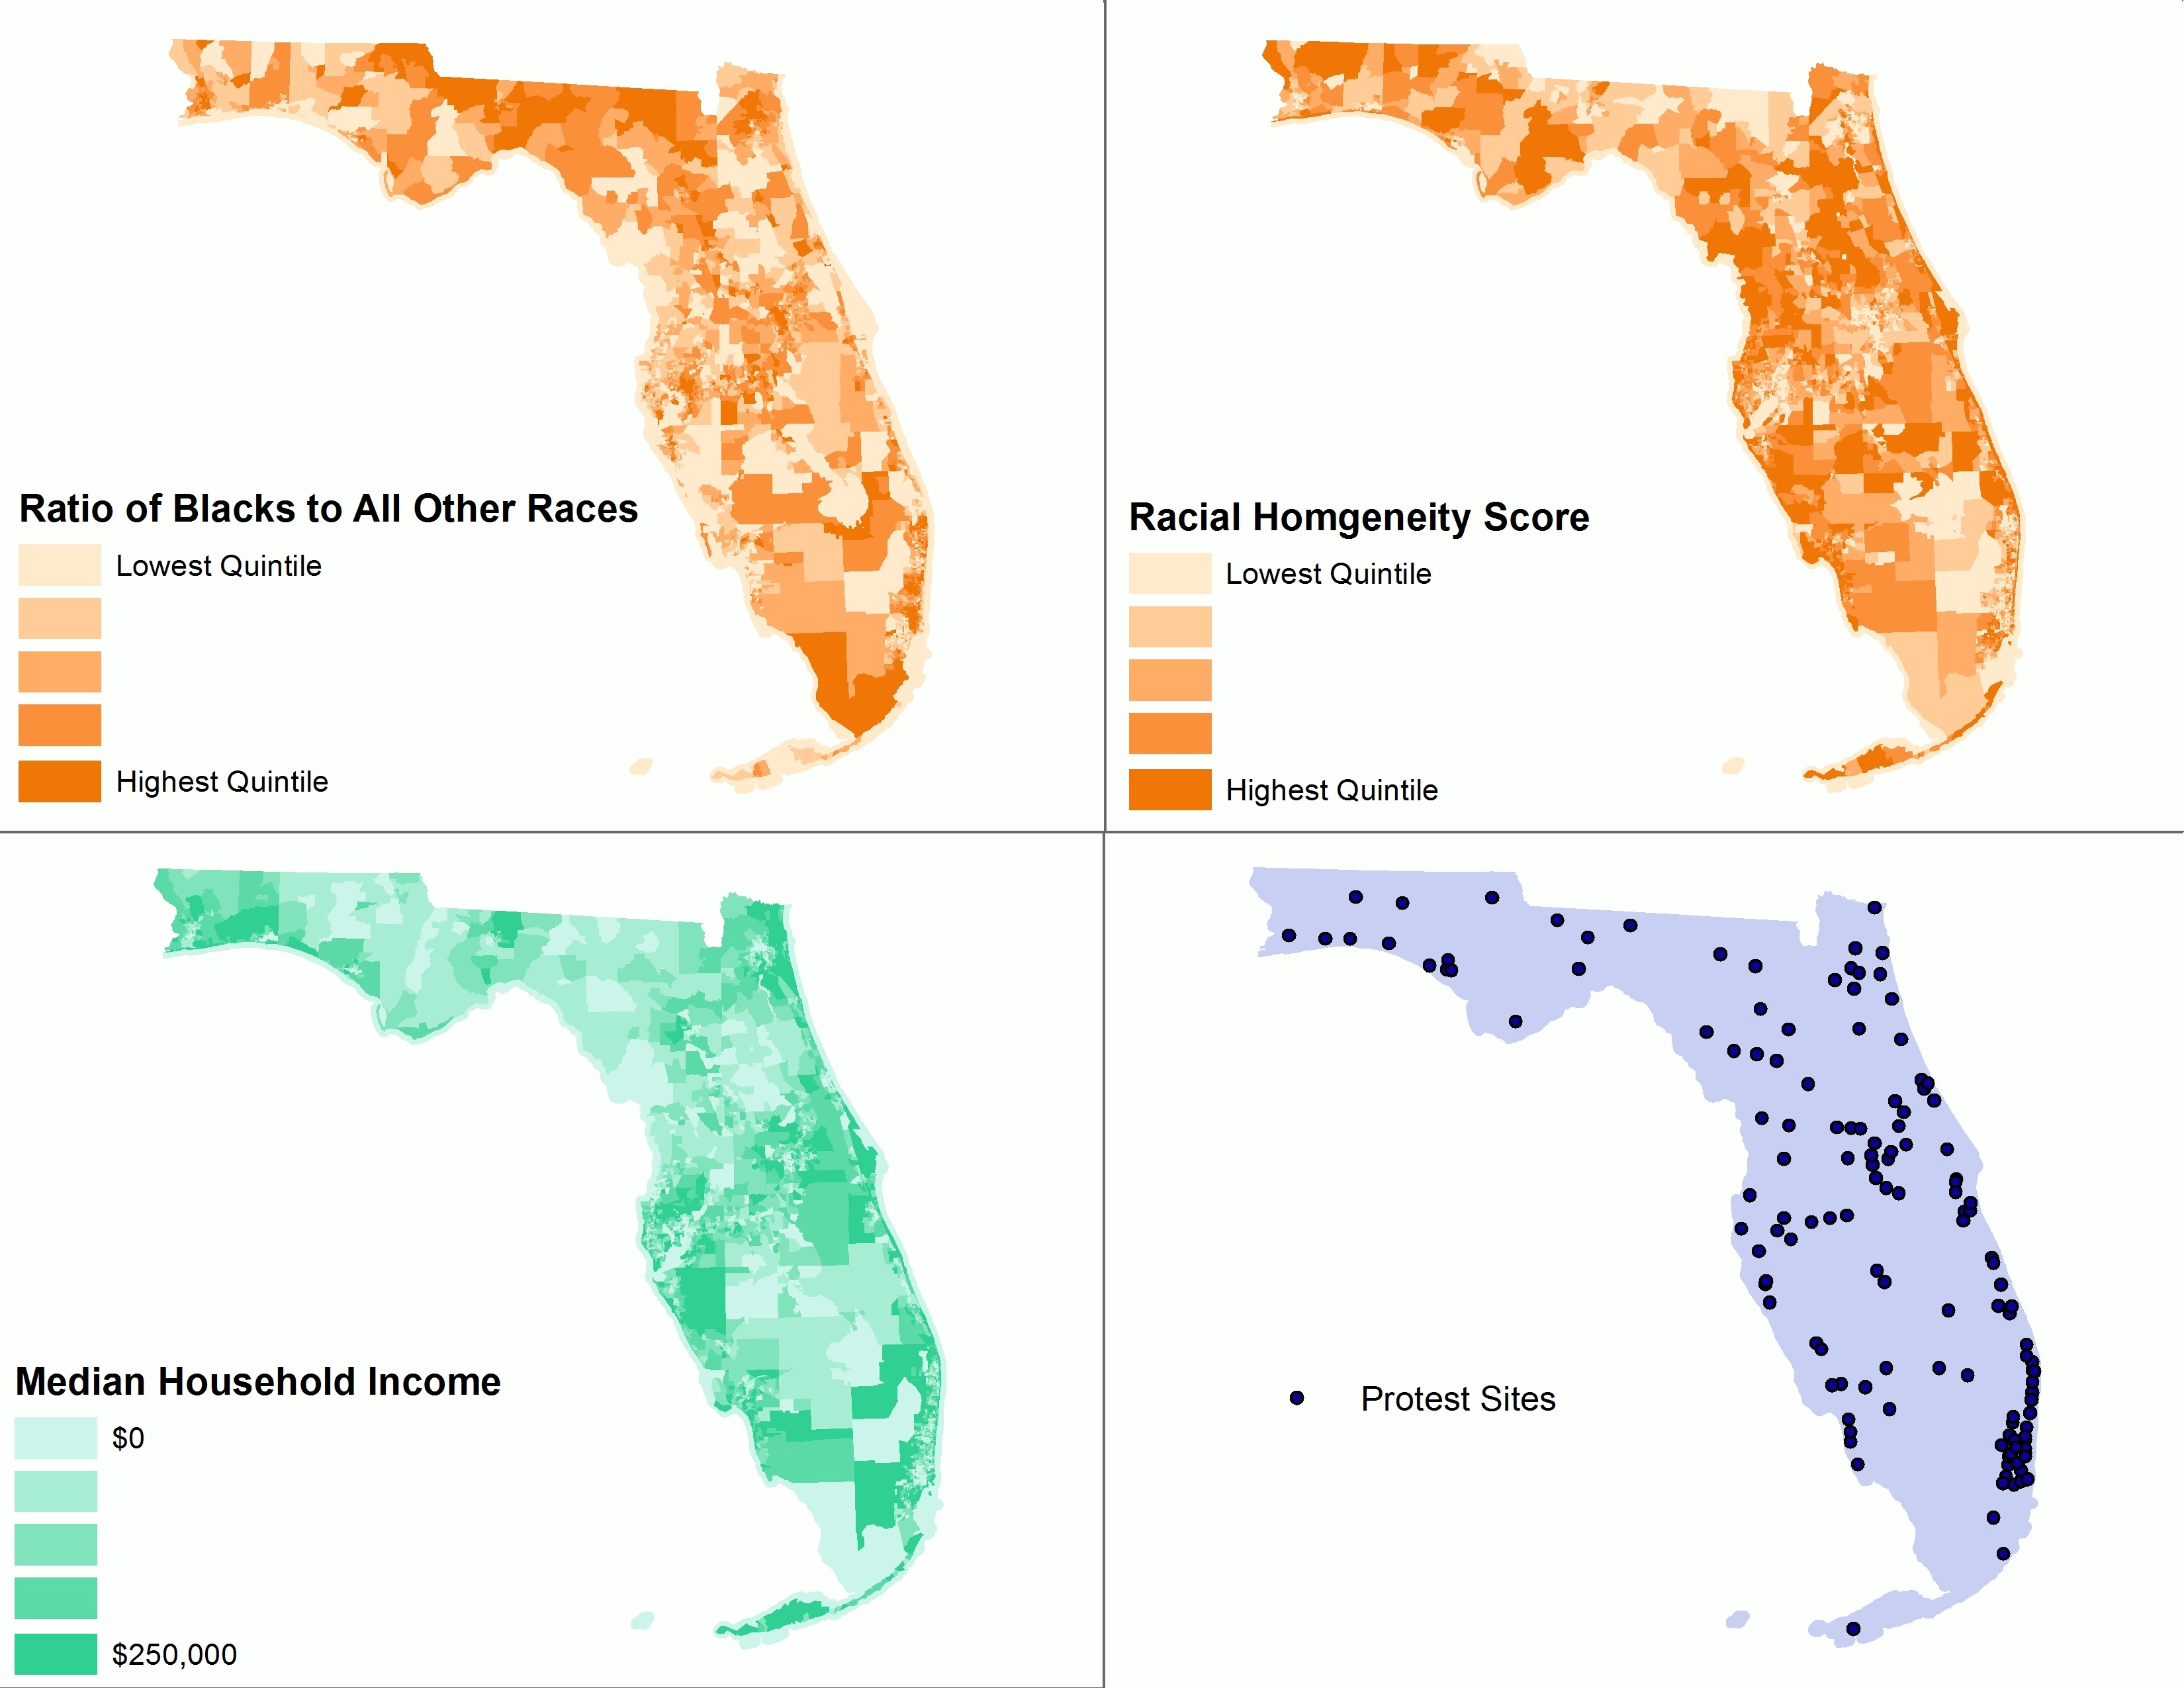 Ratio of Blacks to All Other Races
Lowest Quintile
Highest Quintile
Racial Homgeneity Score
Lowest Quintile
Highest Quintile
Median Household Income
$0
$250,000
Protest Sites